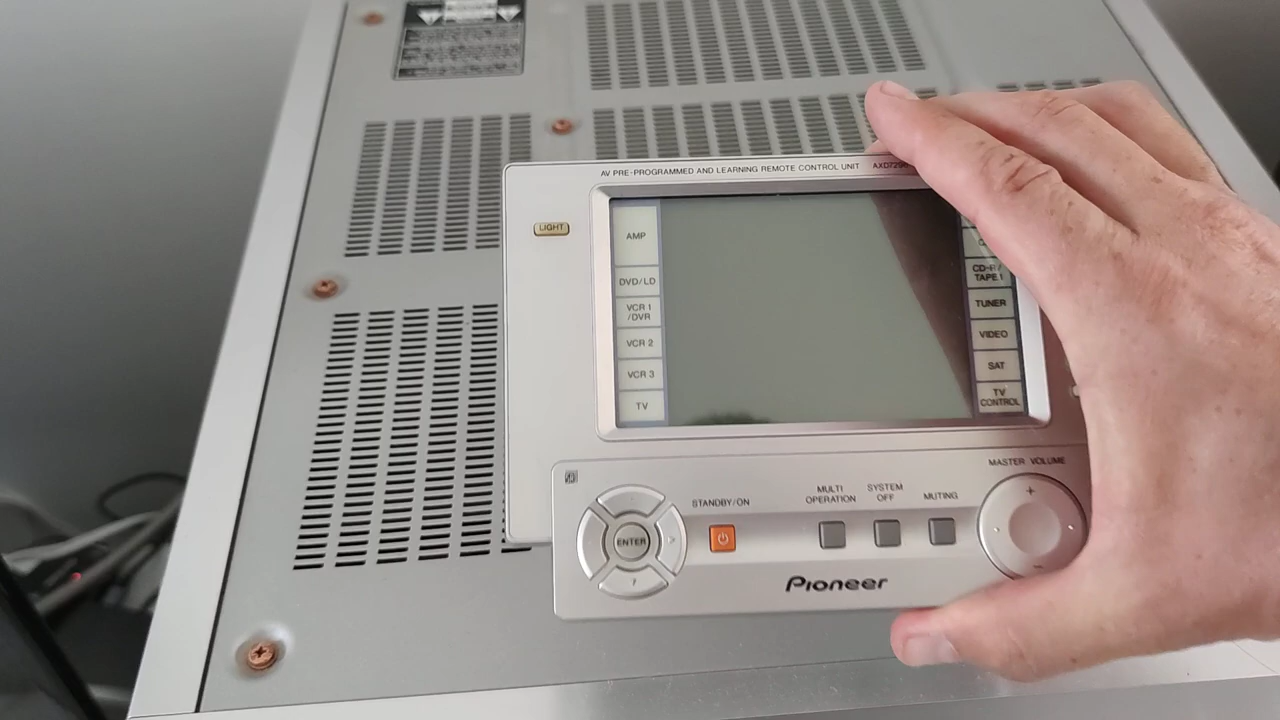 AV PRE-PROGRAMMED AND LEARNING REMOTE CONTROL UNIT
LIGHT
AMP
DVD/LD
VCR 1
/DVR
VCR 2
VCR 3
TV
CD-R/
TAPE 1
TUNER
VIDEO
SAT
TV
CONTROL
MASTER VOLUME
STANDBY/ON
MULTI
OPERATION
SYSTEM
OFF
MUTING
ENTER
Pioneer